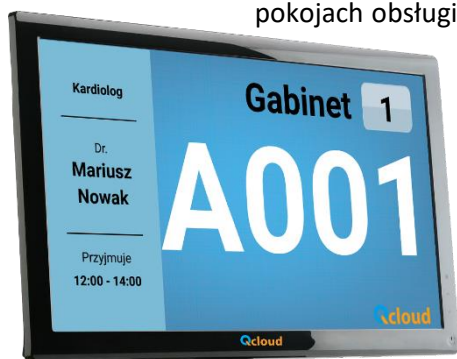 pokojach obsługi
Kardiolog
Dr.
Mariusz
Nowak
Przyjmuje
12:00 - 14:00
Gabinet 1
A001
Qcloud
Qcloud